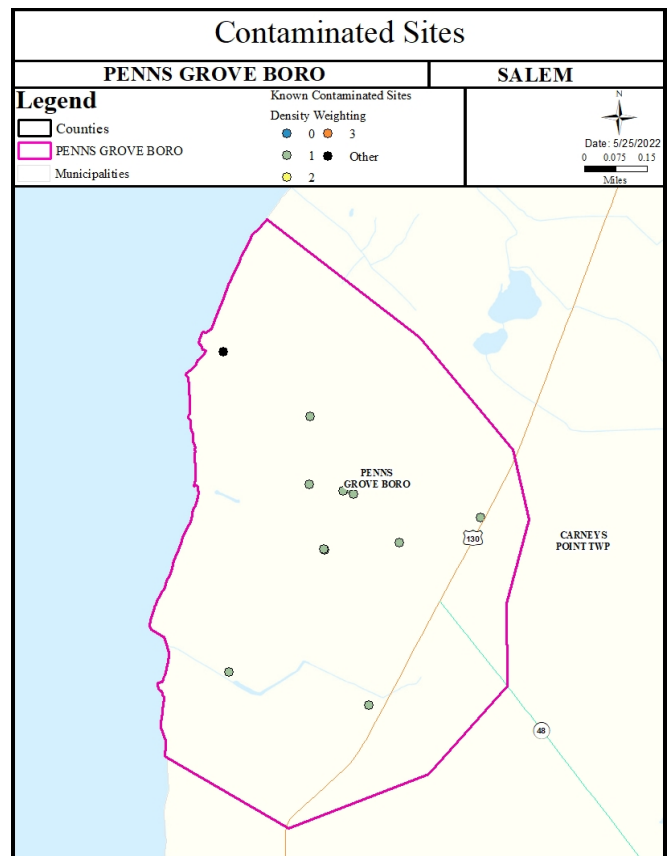 Contaminated Sites
PENNS GROVE BORO
SALEM
Legend
Counties
PENNS GROVE BORO
Municipalities
Known Contaminated Sites
Density Weighting
0
3
1
Other
2
N
Date: 5/25/2022
0 0.075 0.15
Miles
PENNS
GROVE BORO
CARNEYS
POINT TWP
130
48